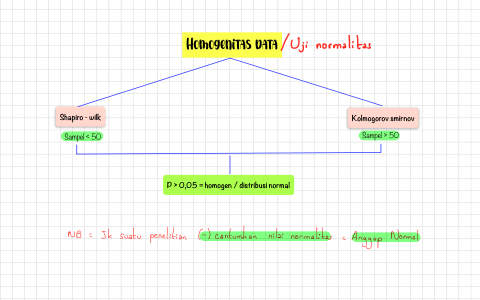 HOMOGENITAS DATA / Uji normalitas
Shapiro - wilk
Kolmogorov smirnov
Sampel < 50
Sampel > 50
P > 0,05 = homogen / distribusi normal
NB = Jk suatu penelitian (-) cantumkan nilai normalitas = Anggap Normal